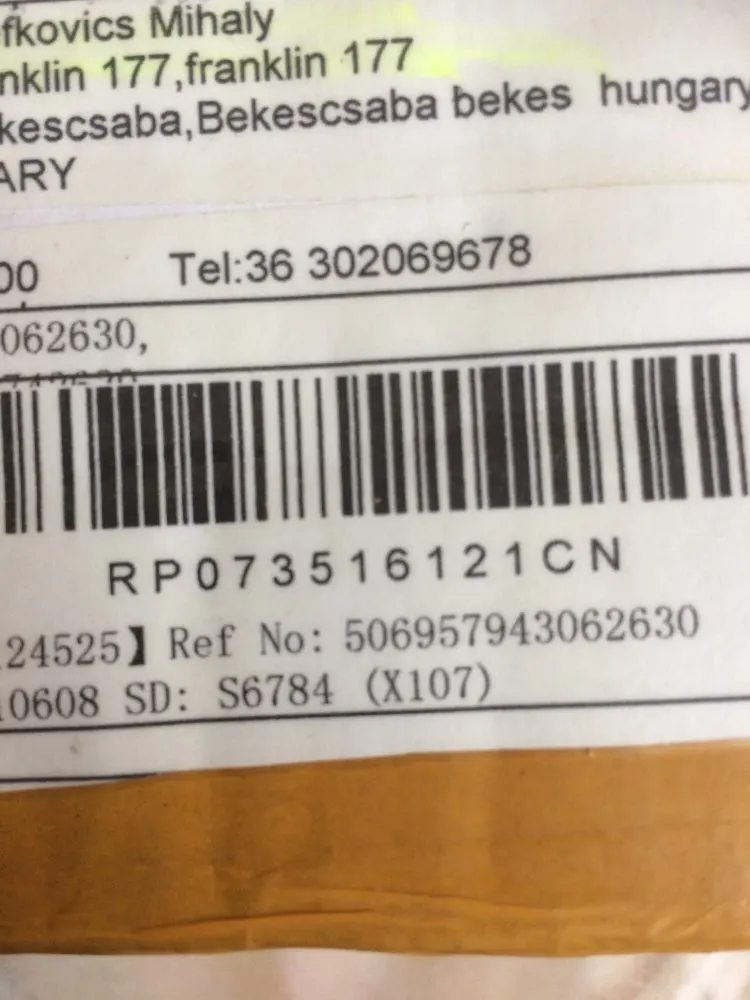 fkovics Mihaly
nklin 177,franklin 177
kescsaba,Bekescsaba bekes hungary
ARY
00 Tel:36 302069678
062630,
RP073516121CN
24525】Ref No: 506957943062630
10608 SD: S6784 (X107)